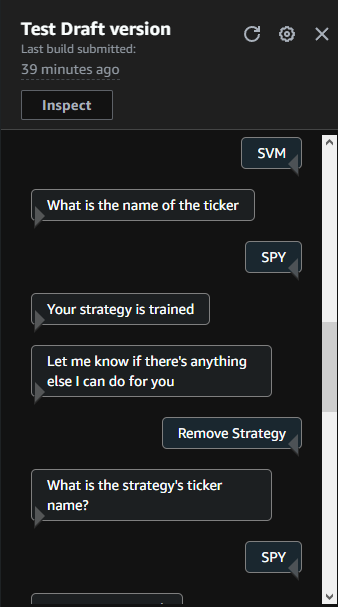 Test Draft version
Last build submitted:
39 minutes ago
Inspect
SVM
What is the name of the ticker
SPY
Your strategy is trained
Let me know if there's anything
else I can do for you
Remove Strategy
What is the strategy's ticker
name?
SPY